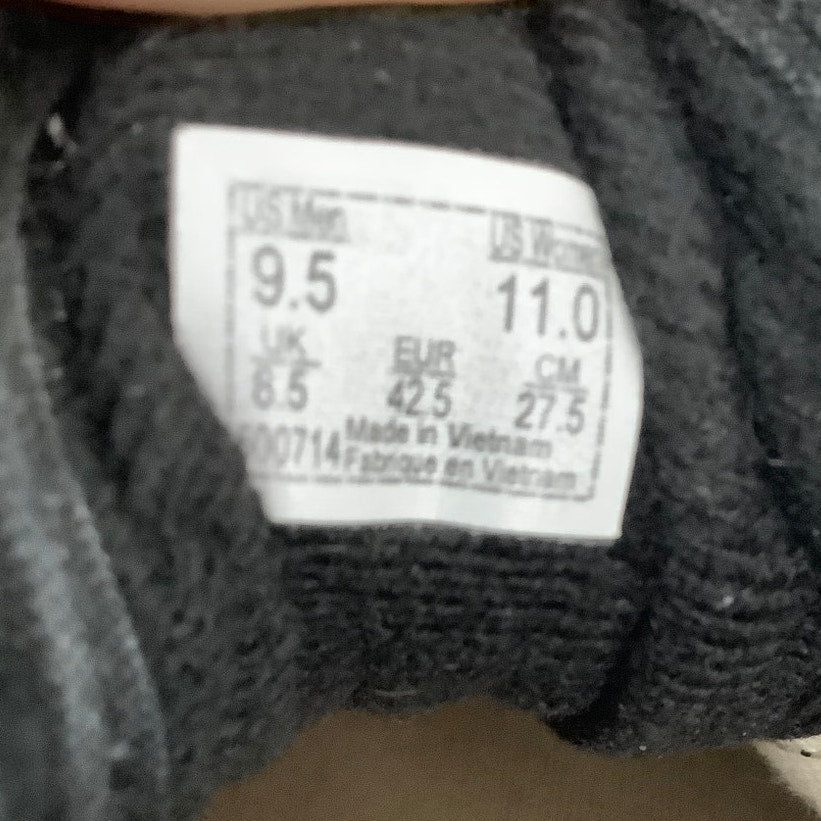 US Men US Women
9.5 11.0
UK EUR CM
8.5 42.5 27.5
Made in Vietnam
00714 Fabriqué en Vietnam